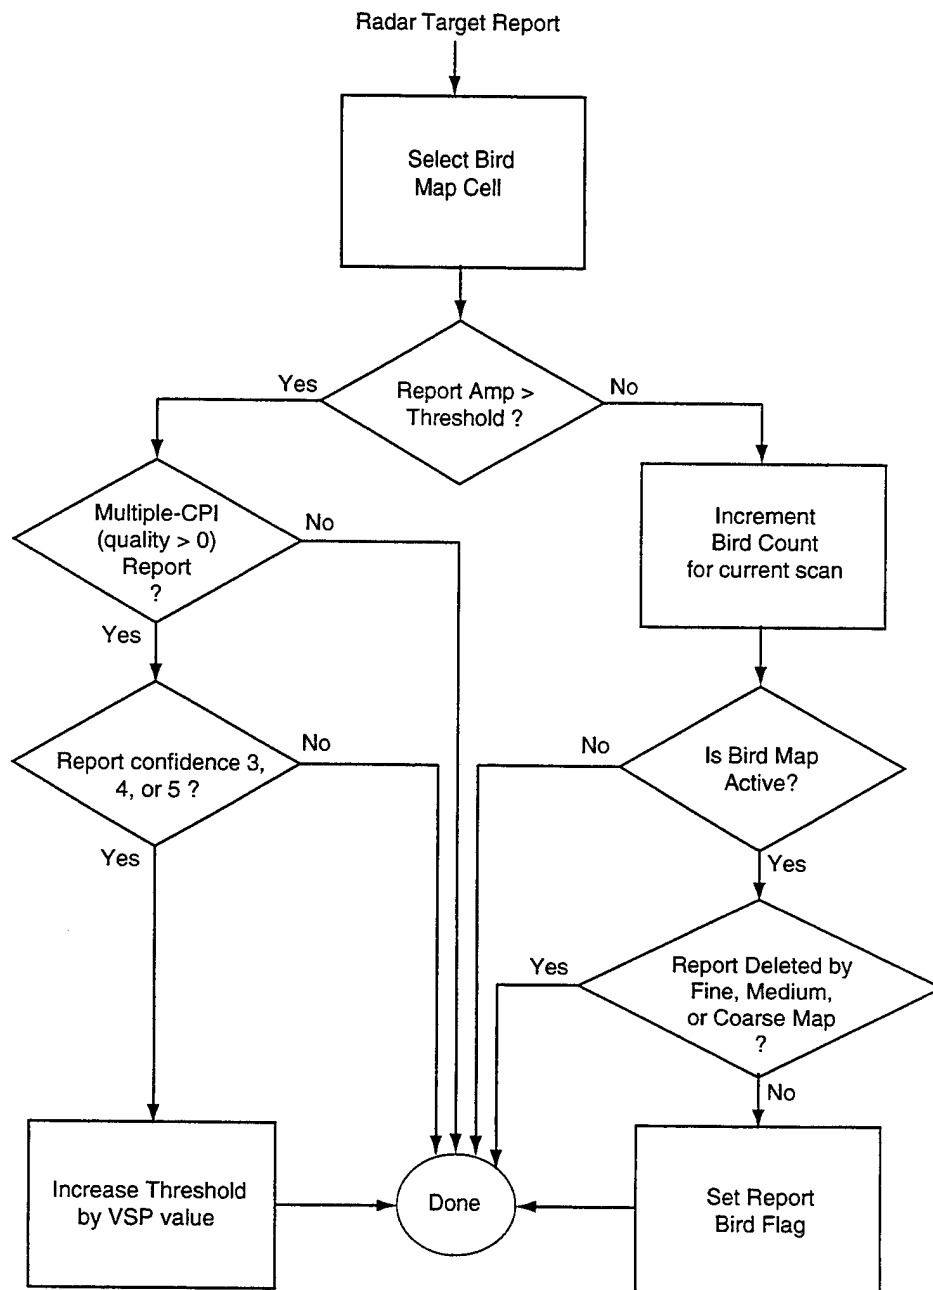 Radar Target Report
Select Bird
Map Cell
Yes
Report Amp >
Threshold ?
No
Multiple-CPI
(quality > 0)
Report
?
No
Increment
Bird Count
for current scan
Yes
Report confidence 3,
4, or 5 ?
No
No
Is Bird Map
Active?
Yes
Yes
Yes
Report Deleted by
Fine, Medium,
or Coarse Map
?
No
Increase Threshold
by VSP value
Done
Set Report
Bird Flag